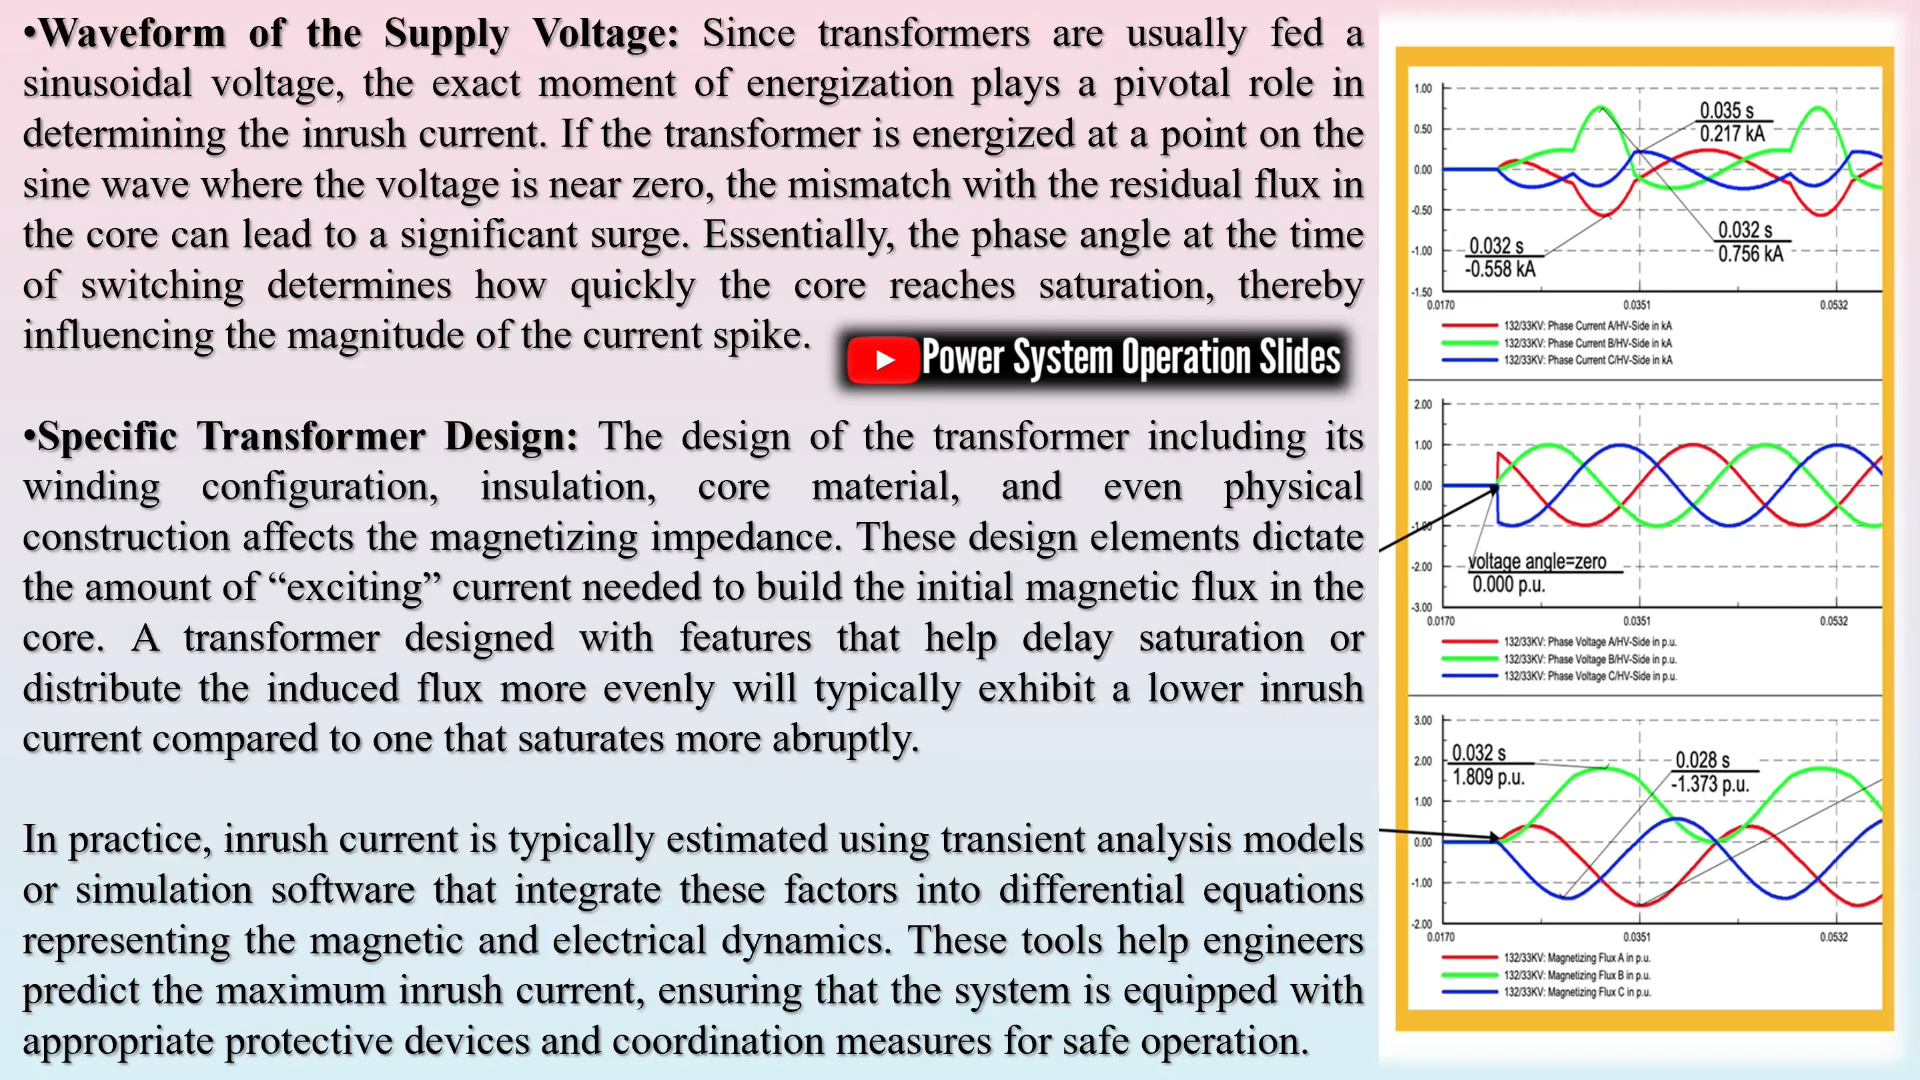 •Waveform of the Supply Voltage: Since transformers are usually fed a
sinusoidal voltage, the exact moment of energization plays a pivotal role in
determining the inrush current. If the transformer is energized at a point on the
sine wave where the voltage is near zero, the mismatch with the residual flux in
the core can lead to a significant surge. Essentially, the phase angle at the time
of switching determines how quickly the core reaches saturation, thereby
influencing the magnitude of the current spike.
Power System Operation Slides
•Specific Transformer Design: The design of the transformer including its
winding configuration, insulation, core material, and even physical
construction affects the magnetizing impedance. These design elements dictate
the amount of “exciting” current needed to build the initial magnetic flux in the
core. A transformer designed with features that help delay saturation or
distribute the induced flux more evenly will typically exhibit a lower inrush
current compared to one that saturates more abruptly.
In practice, inrush current is typically estimated using transient analysis models
or simulation software that integrate these factors into differential equations
representing the magnetic and electrical dynamics. These tools help engineers
predict the maximum inrush current, ensuring that the system is equipped with
appropriate protective devices and coordination measures for safe operation.
1.00
0.50
0.00
-0.50
-1.00
-1.50
0.035 s
0.217 kA
0.032 s
0.756 kA
0.032 s
-0.558 kA
0.0170 0.0351 0.0532
132/33KV: Phase Current A/HV-Side in kA
132/33KV: Phase Current B/HV-Side in kA
132/33KV: Phase Current C/HV-Side in kA
2.00
1.00
0.00
-1.00
-2.00
-3.00
voltage angle=zero
0.000 p.u.
0.0170 0.0351 0.0532
132/33KV: Phase Voltage A/HV-Side in p.u.
132/33KV: Phase Voltage B/HV-Side in p.u.
132/33KV: Phase Voltage C/HV-Side in p.u.
3.00
2.00
1.00
0.00
-1.00
-2.00
0.032 s
1.809 p.u.
0.028 s
-1.373 p.u.
0.0170 0.0351 0.0532
132/33KV: Magnetizing Flux A in p.u.
132/33KV: Magnetizing Flux B in p.u.
132/33KV: Magnetizing Flux C in p.u.